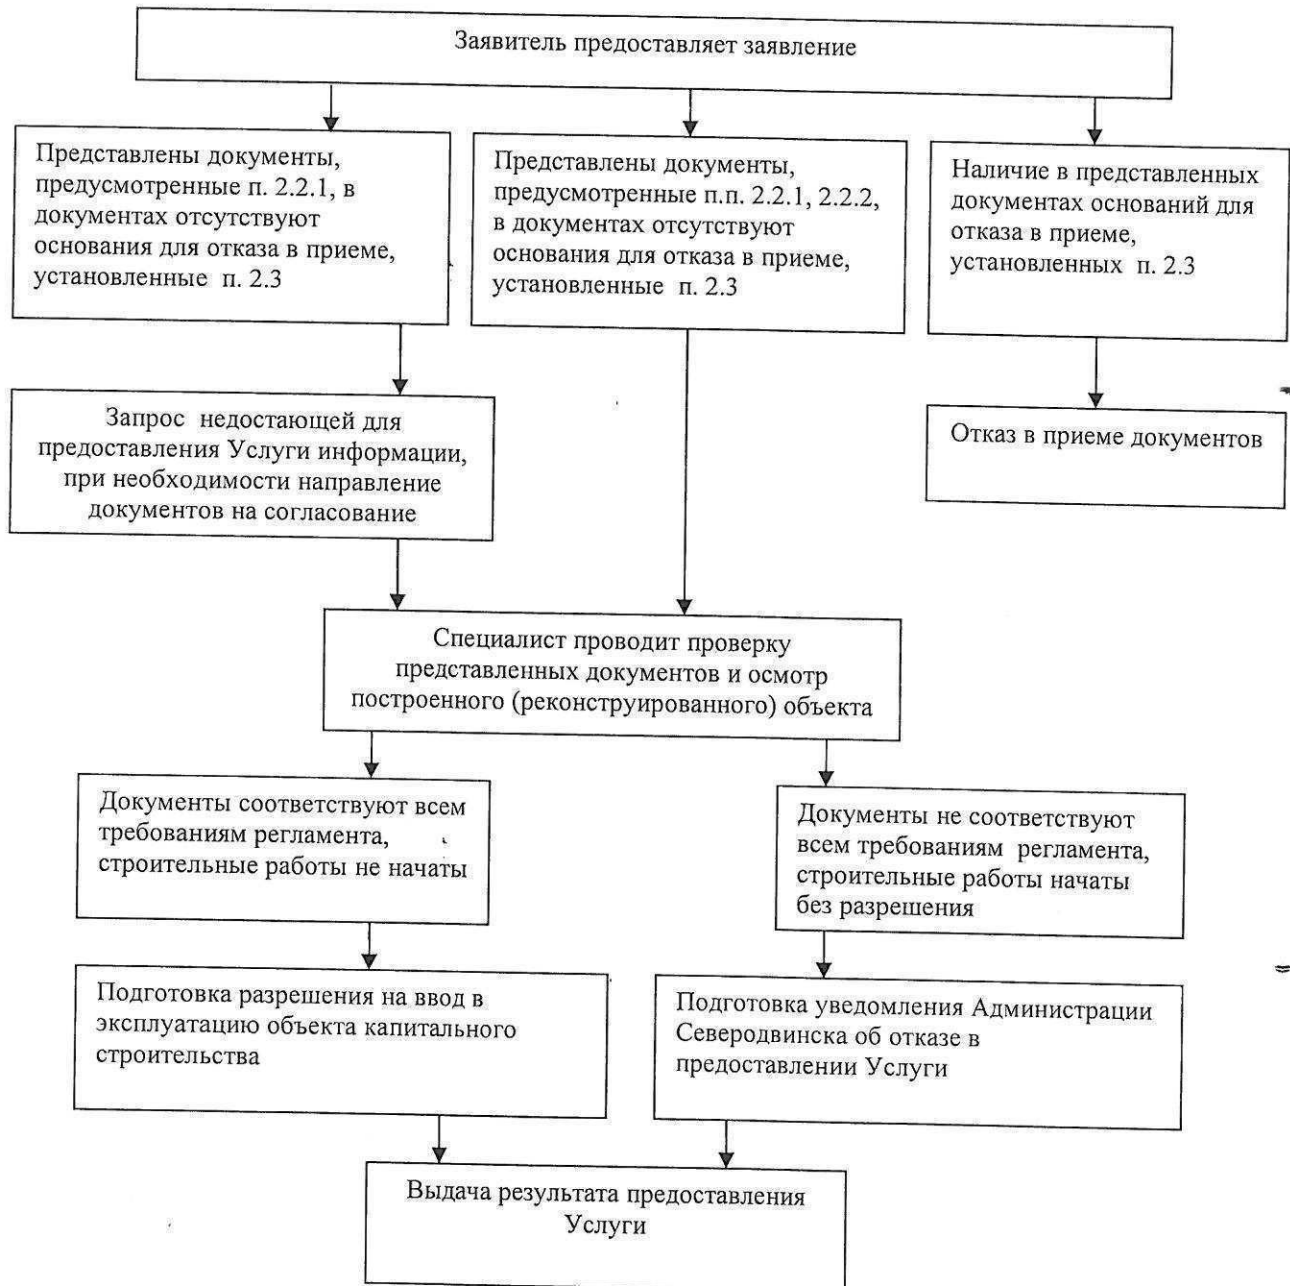 Заявитель предоставляет заявление
Представлены документы,
предусмотренные п. 2.2.1, в
документах отсутствуют
основания для отказа в приеме,
установленные п. 2.3
Представлены документы,
предусмотренные п.п. 2.2.1, 2.2.2,
в документах отсутствуют
основания для отказа в приеме,
установленные п. 2.3
Наличие в представленных
документах оснований для
отказа в приеме,
установленных п. 2.3
Запрос недостающей для
предоставления Услуги информации,
при необходимости направление
документов на согласование
Отказ в приеме документов
Специалист проводит проверку
представленных документов и осмотр
построенного (реконструированного) объекта
Документы соответствуют всем
требованиям регламента,
строительные работы не начаты
Документы не соответствуют
всем требованиям регламента,
строительные работы начаты
без разрешения
Подготовка разрешения на ввод в
эксплуатацию объекта капитального
строительства
Подготовка уведомления Администрации
Северодвинска об отказе в
предоставлении Услуги
Выдача результата предоставления
Услуги